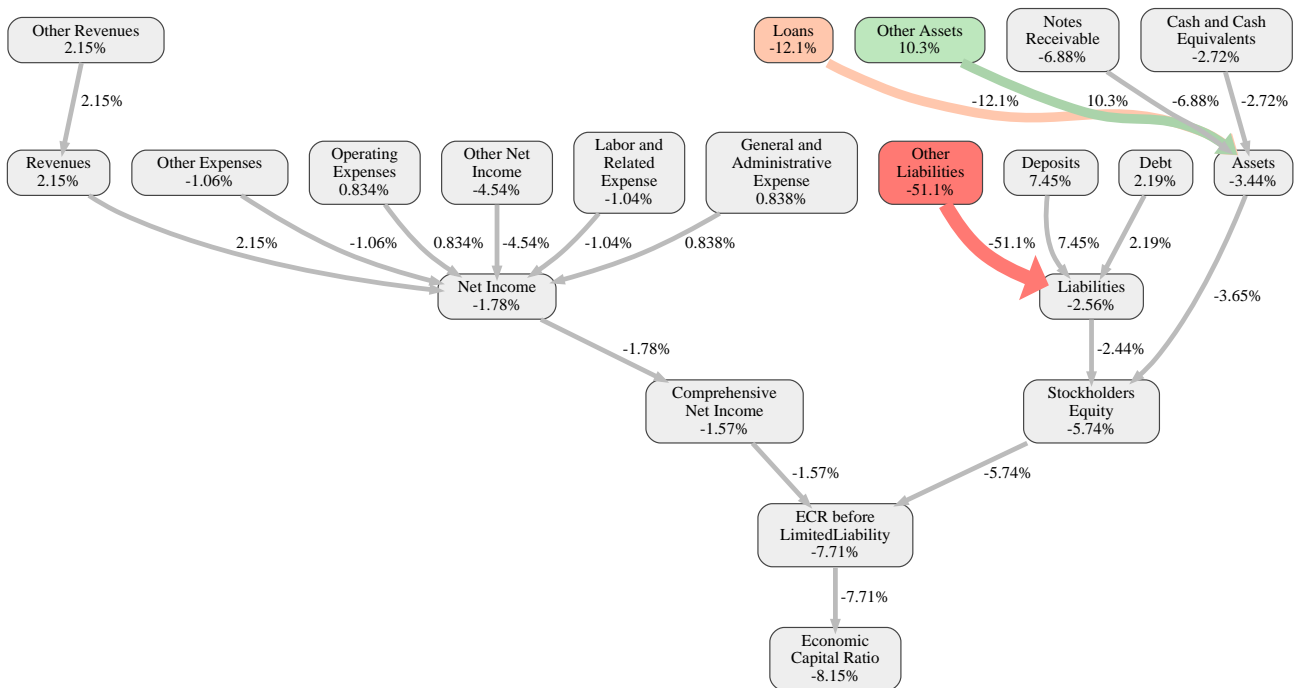 Other Revenues
2.15%
Loans
-12.1%
Other Assets
10.3%
Notes
Receivable
-6.88%
Cash and Cash
Equivalents
-2.72%
2.15%
-12.1%
10.3%
-6.88%
-2.72%
Revenues
2.15%
Other Expenses
-1.06%
Operating
Expenses
0.834%
Other Net
Income
-4.54%
Labor and
Related
Expense
-1.04%
General and
Administrative
Expense
0.838%
Other
Liabilities
-51.1%
Deposits
7.45%
Debt
2.19%
Assets
-3.44%
2.15%
-1.06%
0.834%
-4.54%
-1.04%
0.838%
-51.1%
7.45%
2.19%
Net Income
-1.78%
Liabilities
-2.56%
-3.65%
-1.78%
-2.44%
Comprehensive
Net Income
-1.57%
Stockholders
Equity
-5.74%
-1.57%
-5.74%
ECR before
LimitedLiability
-7.71%
-7.71%
Economic
Capital Ratio
-8.15%